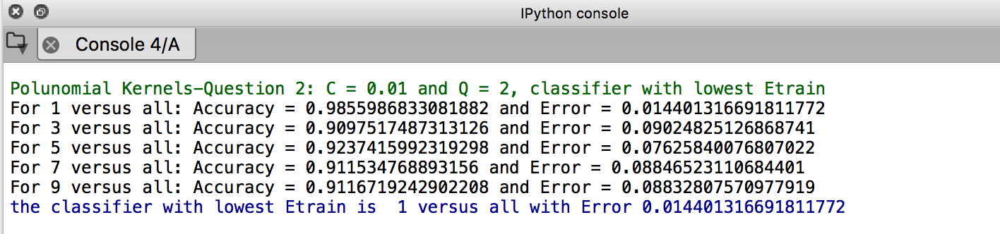 IPython console
Console 4/A
Polunomial Kernels-Question 2: C = 0.01 and Q = 2, classifier with lowest Etrain
For 1 versus all: Accuracy = 0.9855986833081882 and Error = 0.014401316691811772
For 3 versus all: Accuracy = 0.9097517487313126 and Error = 0.09024825126868741
For 5 versus all: Accuracy = 0.9237415992319298 and Error = 0.07625840076807022
For 7 versus all: Accuracy = 0.911534768893156 and Error = 0.08846523110684401
For 9 versus all: Accuracy = 0.9116719242902208 and Error = 0.08832807570977919
the classifier with lowest Etrain is  1 versus all with Error 0.014401316691811772